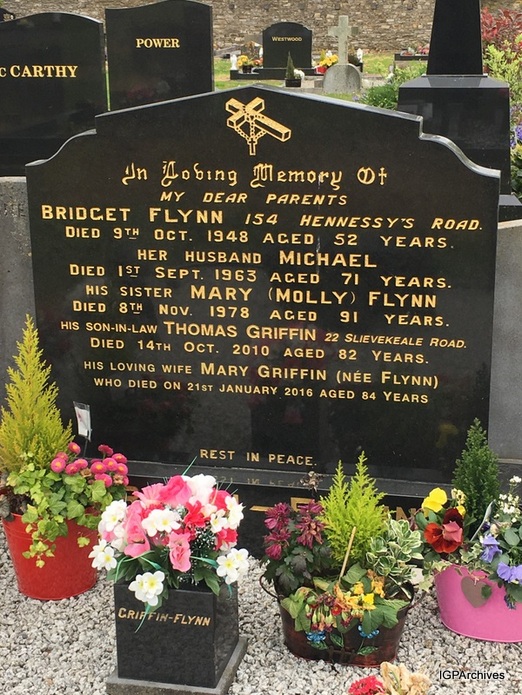 Mc CARTHY
POWER
WESTWOOD
In Loving Memory Of
MY DEAR PARENTS
BRIDGET FLYNN 154 HENNESSY'S ROAD.
DIED 9TH OCT. 1948 AGED 52 YEARS.
HER HUSBAND MICHAEL
DIED 1ST SEPT. 1963 AGED 71 YEARS.
HIS SISTER MARY (MOLLY) FLYNN
DIED 8TH NOV. 1978 AGED 91 YEARS.
HIS SON-IN-LAW THOMAS GRIFFIN 22 SLIEVEKEALE ROAD.
DIED 14TH OCT. 2010 AGED 82 YEARS.
HIS LOVING WIFE MARY GRIFFIN (NÉE FLYNN)
WHO DIED ON 21ST JANUARY 2016 AGED 84 YEARS
REST IN PEACE.
GRIFFIN-FLYNN
IGPArchives